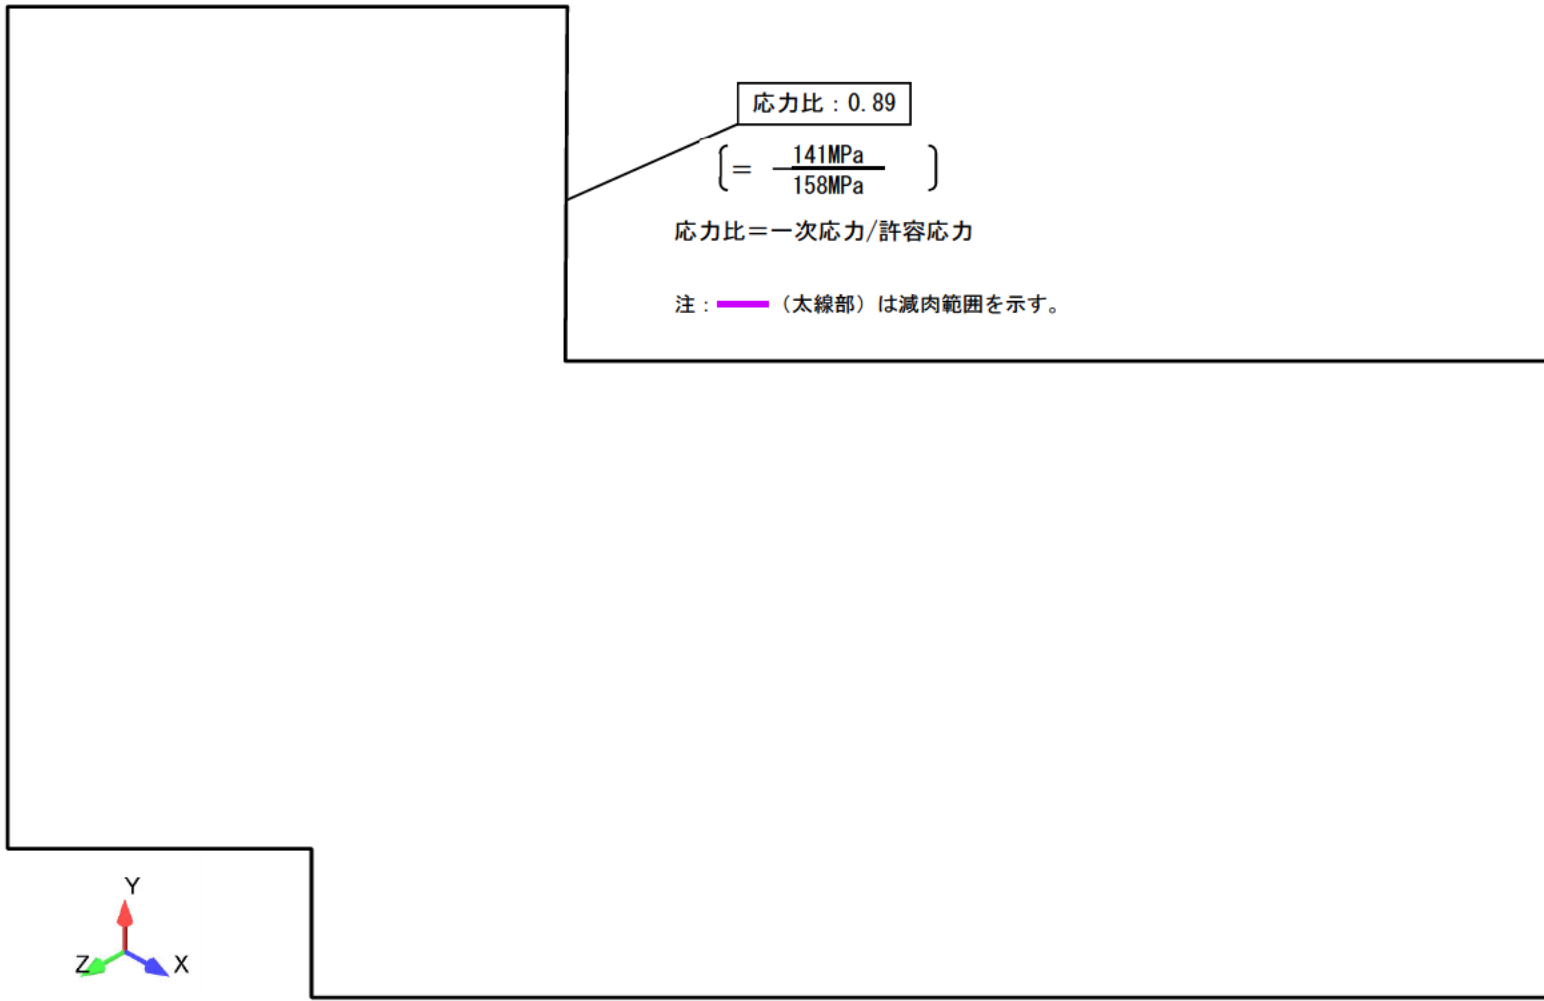 応力比：0.89
〔＝ 141MPa
158MPa 〕
応力比＝一次応力/許容応力
注：（太線部）は減肉範囲を示す。
Y
Z X